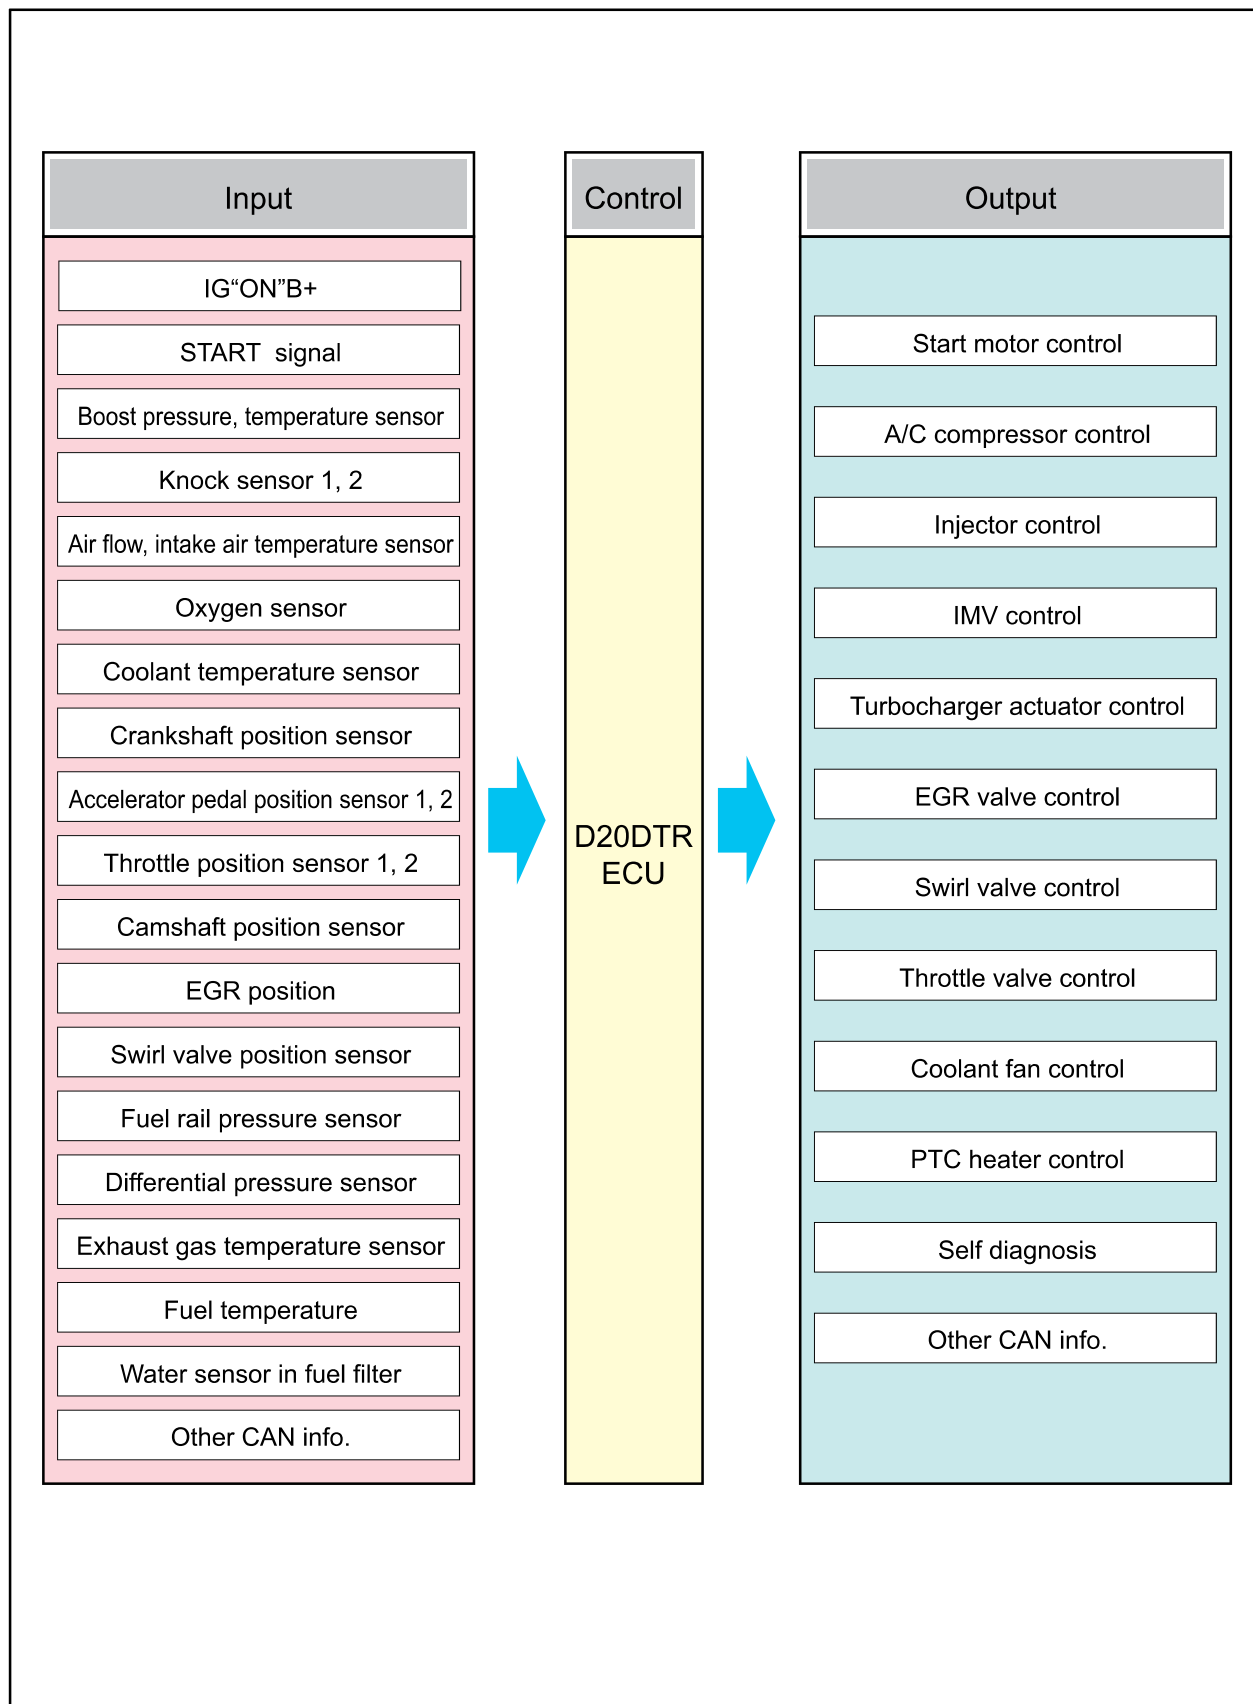 Input
IG“ON”B+
START signal
Boost pressure, temperature sensor
Knock sensor 1, 2
Air flow, intake air temperature sensor
Oxygen sensor
Coolant temperature sensor
Crankshaft position sensor
Accelerator pedal position sensor 1, 2
Throttle position sensor 1, 2
Camshaft position sensor
EGR position
Swirl valve position sensor
Fuel rail pressure sensor
Differential pressure sensor
Exhaust gas temperature sensor
Fuel temperature
Water sensor in fuel filter
Other CAN info.
Control
D20DTR
ECU
Output
Start motor control
A/C compressor control
Injector control
IMV control
Turbocharger actuator control
EGR valve control
Swirl valve control
Throttle valve control
Coolant fan control
PTC heater control
Self diagnosis
Other CAN info.